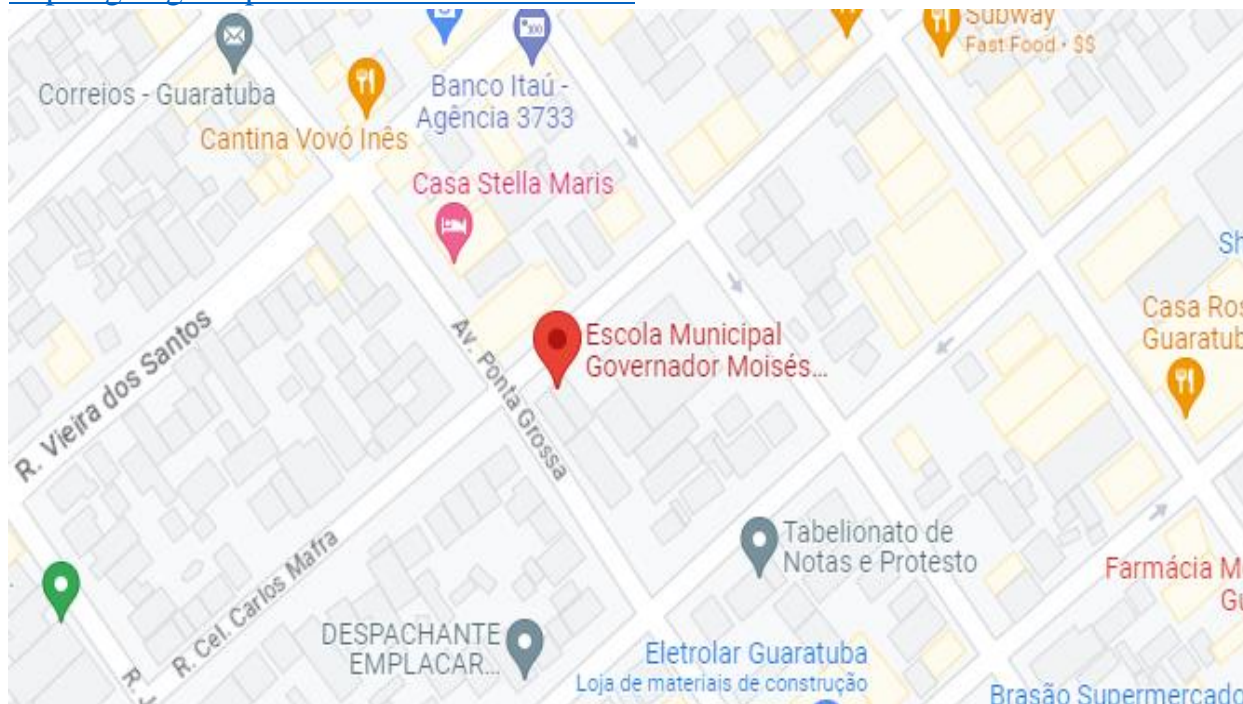 Subway
Fast Food • $$
Correios - Guaratuba
Banco Itaú -
Agência 3733
Cantina Vovó Inês
Casa Stella Maris
Sh
Casa Ros
Guaratub
R. Vieira dos Santos
Av. Ponta Grossa
Escola Municipal
Governador Moisés...
Tabelionato de
Notas e Protesto
Farmácia M
Gu
R. Cel. Carlos Mafra
DESPACHANTE
EMPLACAR...
Eletrolar Guaratuba
Loja de materiais de construção
Brasão Supermercado